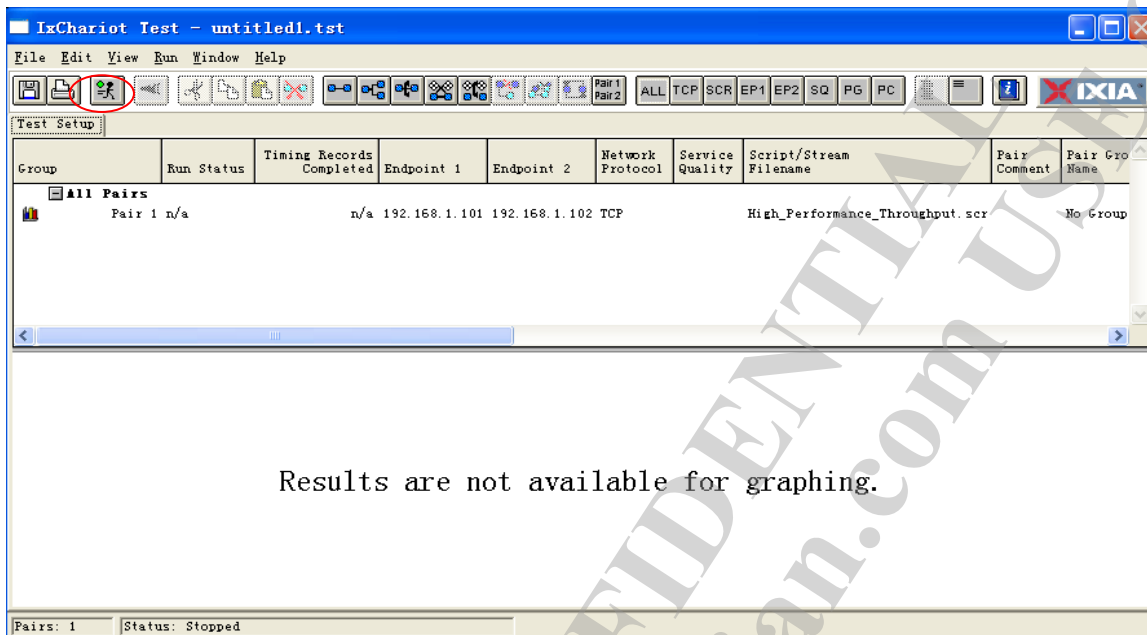 IxChariot Test - untitled1.tst
File Edit View Run Window Help
Pair 1 Pair 2 ALL TCP SCR EP1 EP2 SQ PG PC IXIA
Test Setup
Group Run Status Timing Records Completed Endpoint 1 Endpoint 2 Network Protocol Service Quality Script/Stream Filename Pair Comment Pair Gro Name
All Pairs
Pair 1 n/a n/a 192.168.1.101 192.168.1.102 TCP High_Performance_Throughput.scr No Group
Results are not available for graphing.
Pairs: 1 Status: Stopped